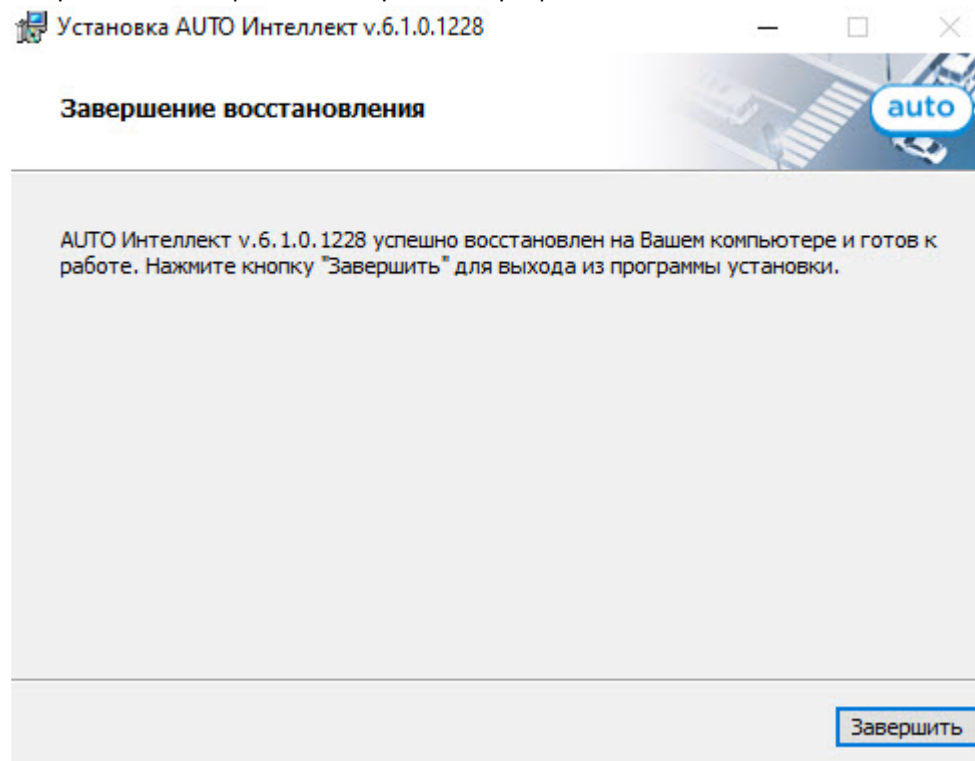 Установка AUTO Интеллект v.6.1.0.1228
Завершение восстановления
auto
AUTO Интеллект v.6.1.0.1228 успешно восстановлен на Вашем компьютере и готов к
работе. Нажмите кнопку "Завершить" для выхода из программы установки.
Завершить